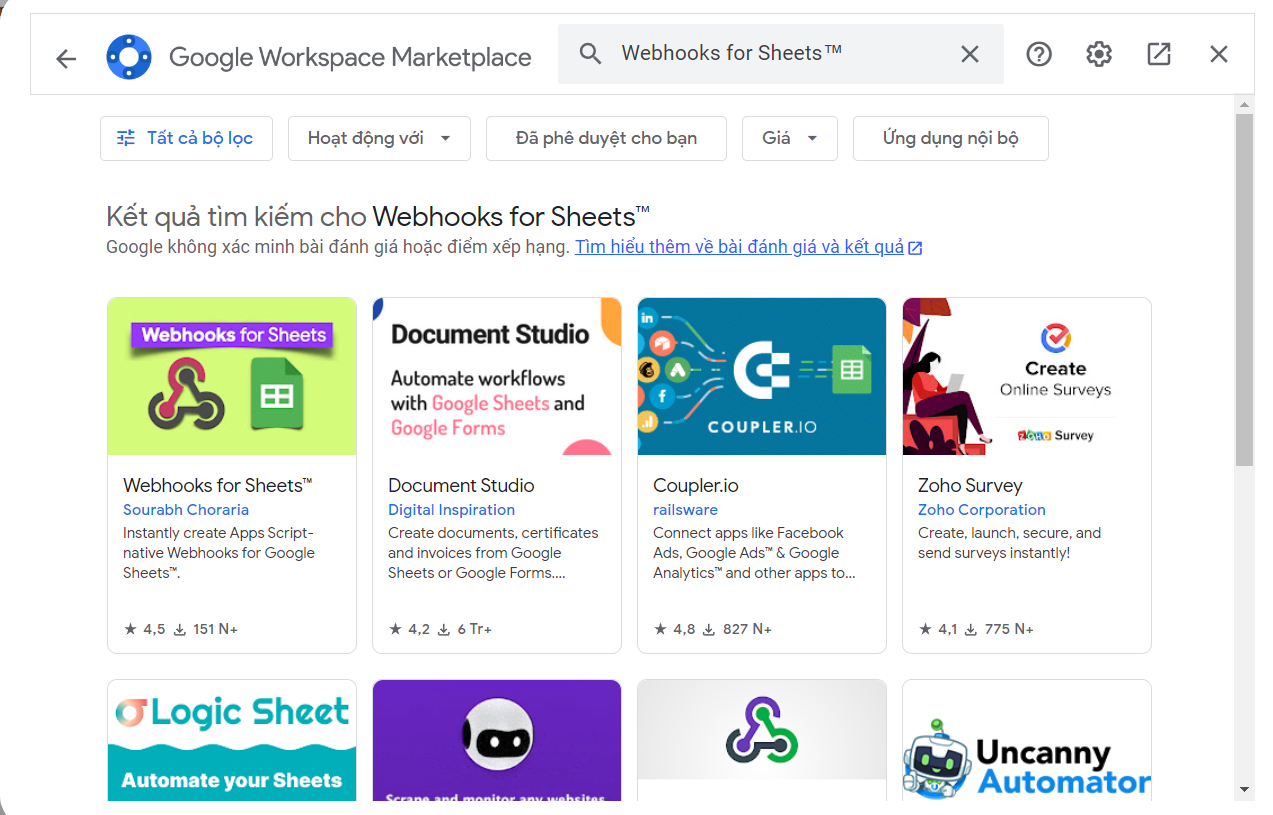 Google Workspace Marketplace
Webhooks for Sheets™
Tất cả bộ lọc
Hoạt động với
Đã phê duyệt cho bạn
Giá
Ứng dụng nội bộ
Kết quả tìm kiếm cho Webhooks for Sheets™
Google không xác minh bài đánh giá hoặc điểm xếp hạng. Tìm hiểu thêm về bài đánh giá và kết quả
Webhooks for Sheets
Webhooks for Sheets™
Sourabh Choraria
Instantly create Apps Script-
native Webhooks for Google
Sheets™.
4,5 151 N+
Document Studio
Automate workflows
with Google Sheets and
Google Forms
Document Studio
Digital Inspiration
Create documents, certificates
and invoices from Google
Sheets or Google Forms....
4,2 6 Tr+
COUPLER.IO
Coupler.io
railsware
Connect apps like Facebook
Ads, Google Ads™ & Google
Analytics™ and other apps to...
4,8 827 N+
Create
Online Surveys
ZOHO Survey
Zoho Survey
Zoho Corporation
Create, launch, secure, and
send surveys instantly!
4,1 775 N+
Logic Sheet
Automate your Sheets
Scrape and monitor any websites
Uncanny
Automator